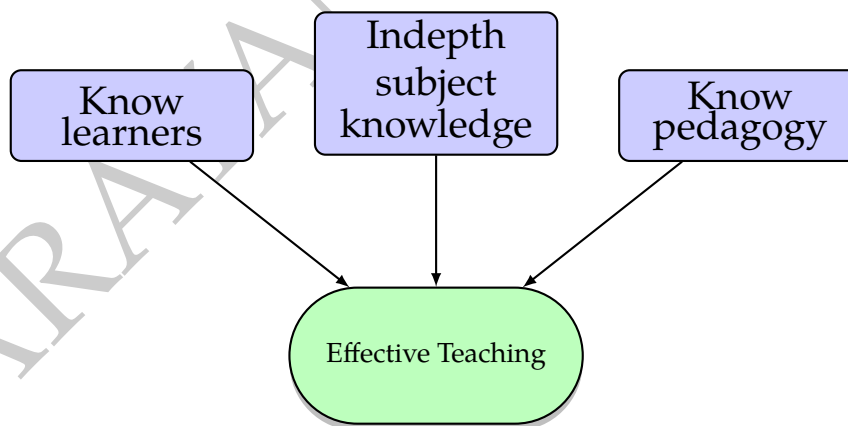 Know
learners
Indepth
subject
knowledge
Know
pedagogy
Effective Teaching